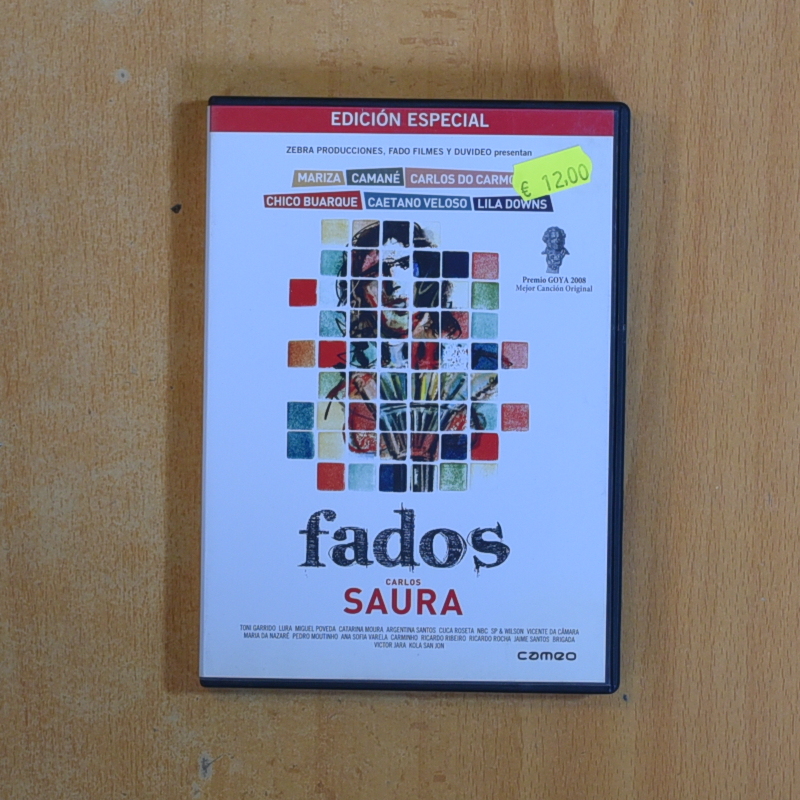 EDICIÓN ESPECIAL
ZEBRA PRODUCCIONES, FADO FILMES Y DUVIDEO presentan
MARIZA CAMANÉ CARLOS DO
€ 12,00
CHICO BUARQUE CAETANO VELOSO LILA DOWNS
Premio GOYA 2008
Mejor Canción Original
fados
CARLOS
SAURA
TONI GARRIDO LURA MIGUEL POVEDA CATARINA MOURA ARGENTINA SANTOS CUCA ROSETA NBC SP & WILSON VICENTE DA CÂMARA
MARIA DA NAZARÉ PEDRO MOUTINHO ANA SOFIA VARELA CARMINHO RICARDO RIBEIRO RICARDO ROCHA JAIME SANTOS BRIGADA
VICTOR JARA KOLA SAN JON
cameo